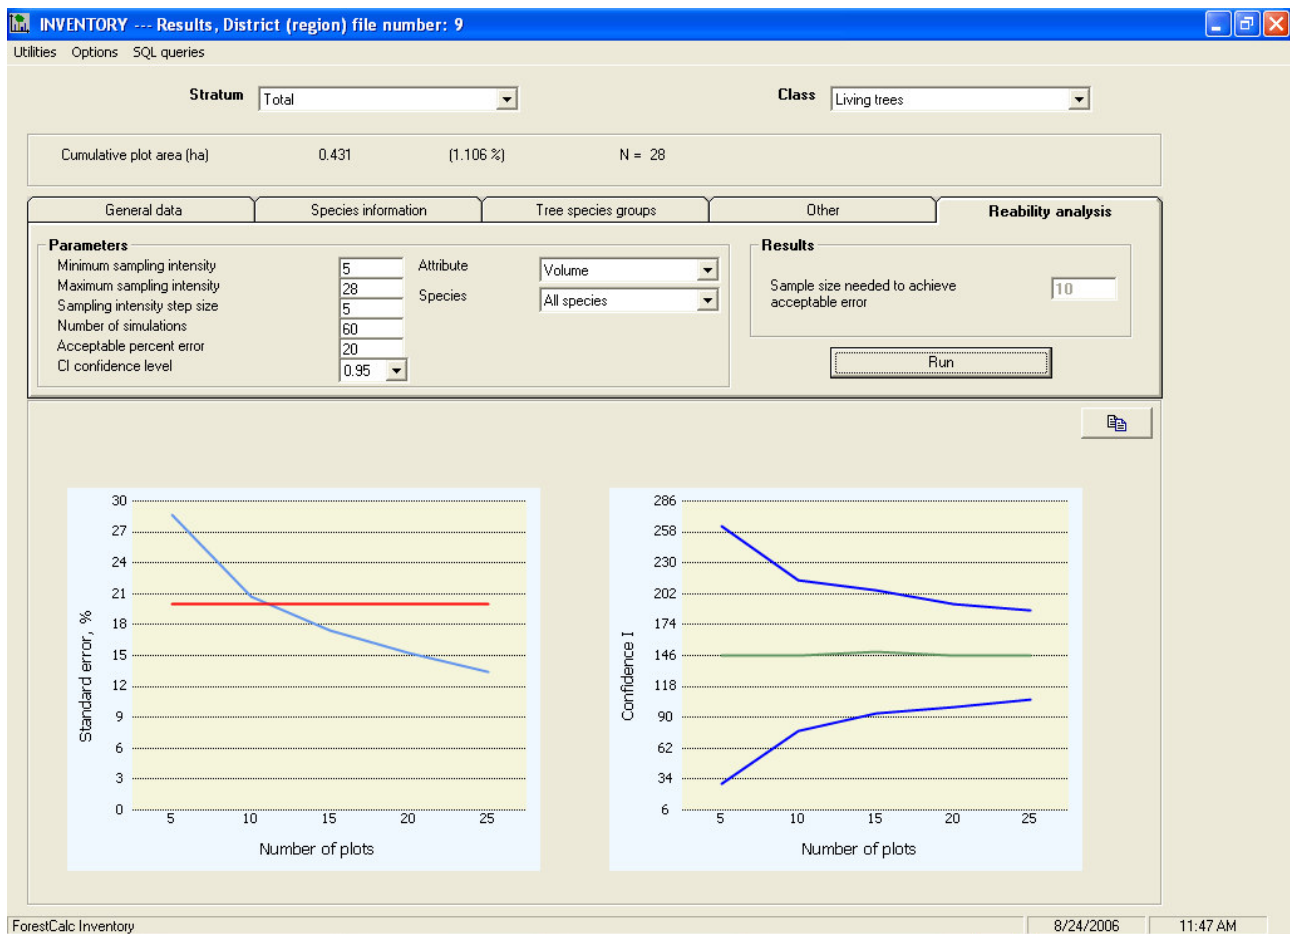 INVENTORY --- Results, District (region) file number: 9
Utilities Options SQL queries
Stratum Total Class Living trees
Cumulative plot area (ha) 0.431 (1.106 %) N = 28
General data Species information Tree species groups Other Reability analysis
Parameters
Minimum sampling intensity 5
Maximum sampling intensity 28
Sampling intensity step size 5
Number of simulations 60
Acceptable percent error 20
CI confidence level 0.95
Attribute Volume
Species All species
Results
Sample size needed to achieve
acceptable error 10
Run
30
27
24
21
18
15
12
9
6
3
0
Standard error, %
5 10 15 20 25
Number of plots
286
258
230
202
174
146
118
90
62
34
6
Confidence I
5 10 15 20 25
Number of plots
ForestCalc Inventory 8/24/2006 11:47 AM